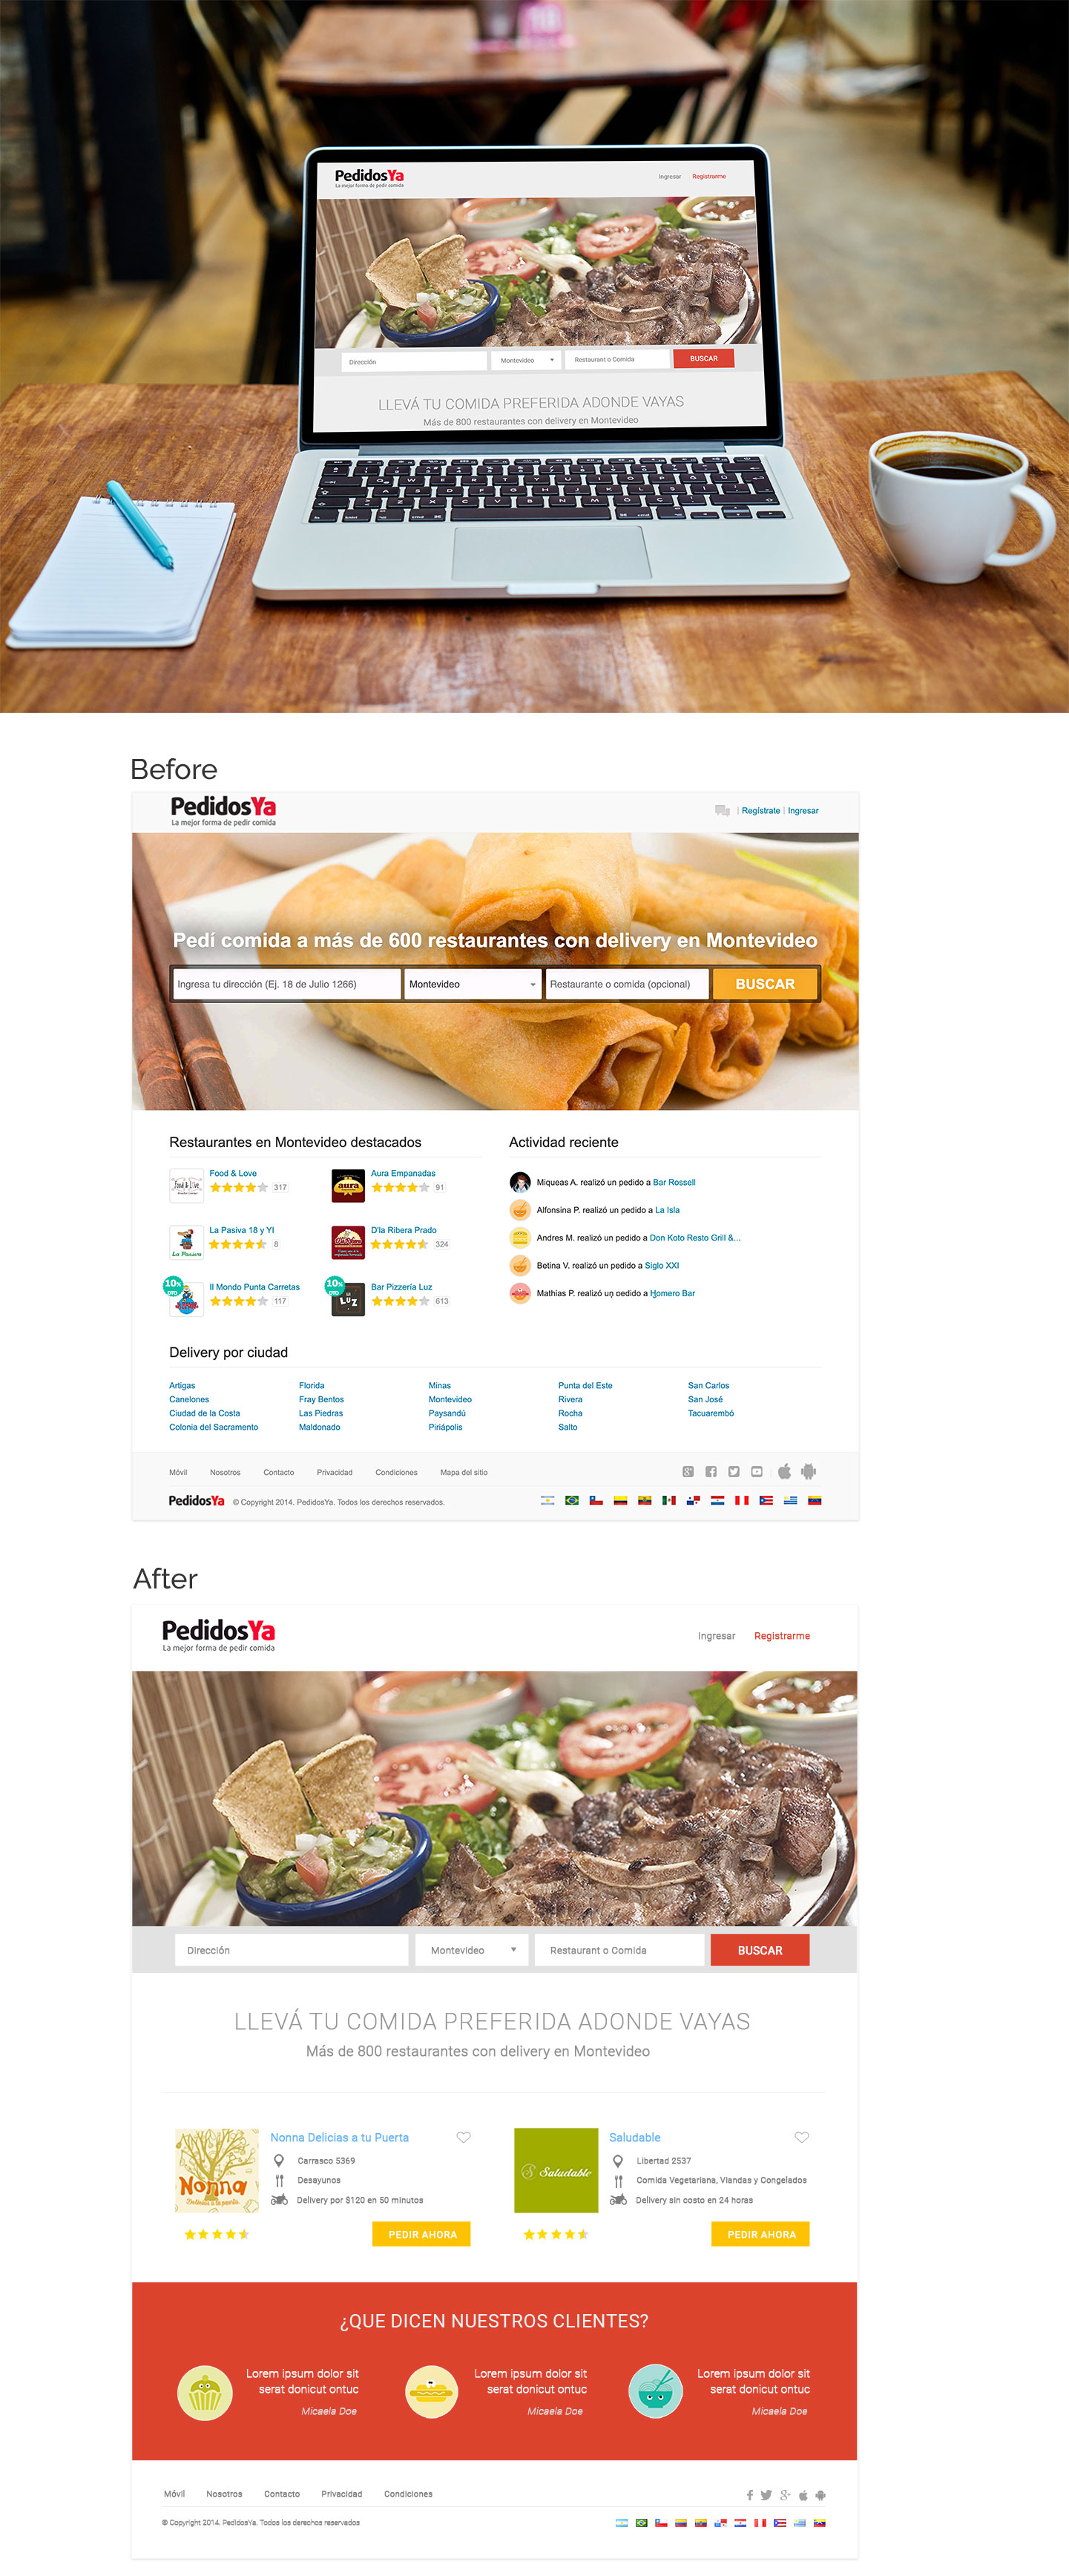 PedidosYa
La mejor forma de pedir comida
Ingresar
Registrarme
Dirección
Montevideo
Restaurant o Comida
BUSCAR
LLEVÁ TU COMIDA PREFERIDA ADONDE VAYAS
Más de 800 restaurantes con delivery en Montevideo
Before
PedidosYa
La mejor forma de pedir comida
| Regístrate | Ingresar
Pedí comida a más de 600 restaurantes con delivery en Montevideo
Ingresa tu dirección (Ej. 18 de Julio 1266)
Montevideo
Restaurante o comida (opcional)
BUSCAR
Restaurantes en Montevideo destacados
Food & Love
317
Aura Empanadas
aura
91
La Pasiva 18 y YI
La Pasiva
8
D'la Ribera Prado
324
10%
DTO
Il Mondo Punta Carretas
117
10%
DTO
LUZ
Bar Pizzería Luz
613
Actividad reciente
Miqueas A. realizó un pedido a Bar Rossell
Alfonsina P. realizó un pedido a La Isla
Andres M. realizó un pedido a Don Koto Resto Grill &...
Betina V. realizó un pedido a Siglo XXI
Mathias P. realizó un pedido a Homero Bar
Delivery por ciudad
Artigas
Canelones
Ciudad de la Costa
Colonia del Sacramento
Florida
Fray Bentos
Las Piedras
Maldonado
Minas
Montevideo
Paysandú
Piriápolis
Punta del Este
Rivera
Rocha
Salto
San Carlos
San José
Tacuarembó
Móvil Nosotros Contacto Privacidad Condiciones Mapa del sitio
PedidosYa © Copyright 2014. PedidosYa. Todos los derechos reservados.
After
PedidosYa
La mejor forma de pedir comida
Ingresar
Registrarme
Dirección
Montevideo
Restaurant o Comida
BUSCAR
LLEVÁ TU COMIDA PREFERIDA ADONDE VAYAS
Más de 800 restaurantes con delivery en Montevideo
Nonna
Delicias a tu puerta
Nonna Delicias a tu Puerta
Carrasco 5369
Desayunos
Delivery por $120 en 50 minutos
PEDIR AHORA
Saludable
Saludable
Libertad 2537
Comida Vegetariana, Viandas y Congelados
Delivery sin costo en 24 horas
PEDIR AHORA
¿QUE DICEN NUESTROS CLIENTES?
Lorem ipsum dolor sit
serat donicut ontuc
Micaela Doe
Lorem ipsum dolor sit
serat donicut ontuc
Micaela Doe
Lorem ipsum dolor sit
serat donicut ontuc
Micaela Doe
Móvil Nosotros Contacto Privacidad Condiciones
© Copyright 2014. PedidosYa. Todos los derechos reservados